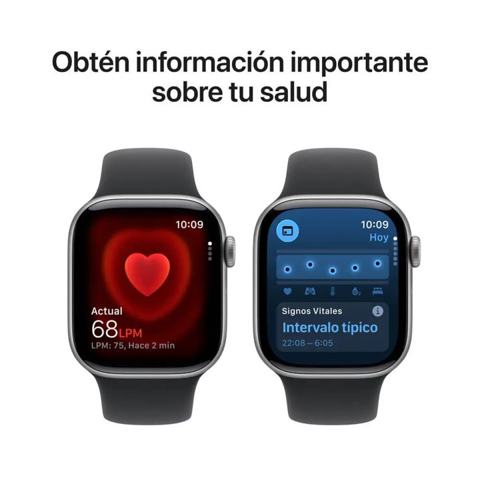 Obtén información importante
sobre tu salud
10:09
Actual
68LPM
LPM: 75, Hace 2 min
10:09
Hoy
Signos Vitales
Intervalo típico
22:08 – 6:05